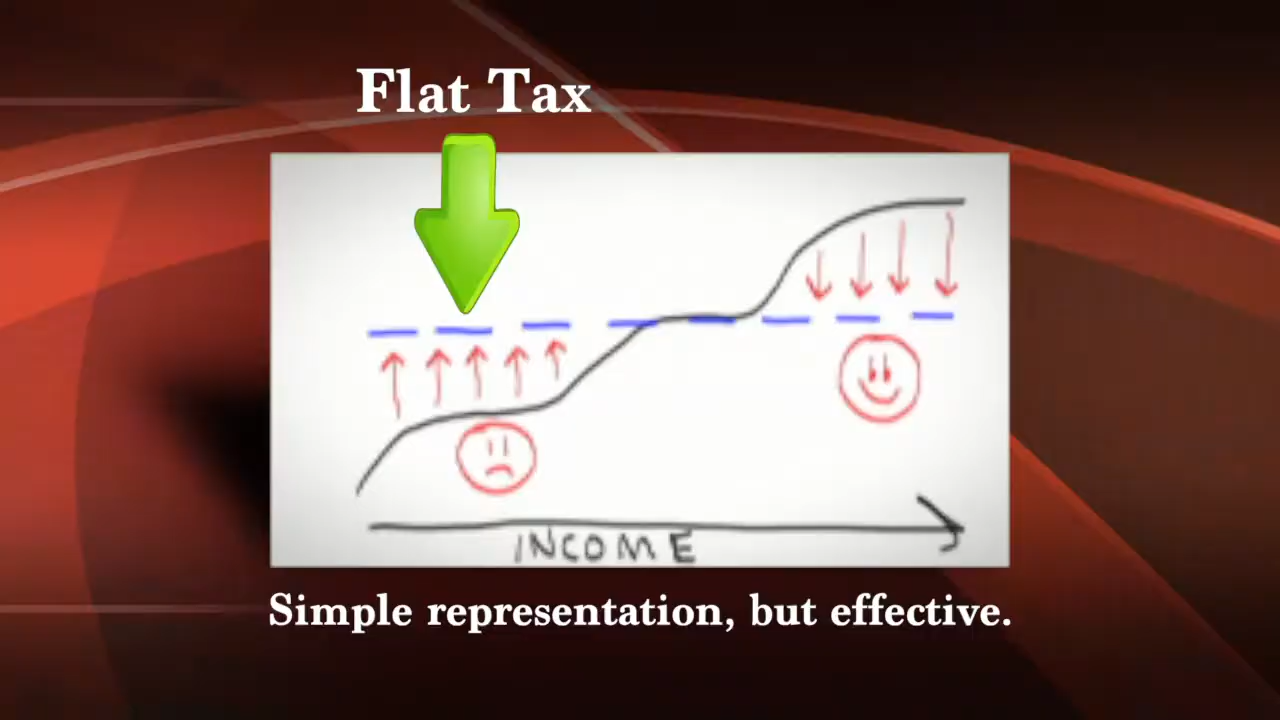 Flat Tax
INCOME
Simple representation, but effective.